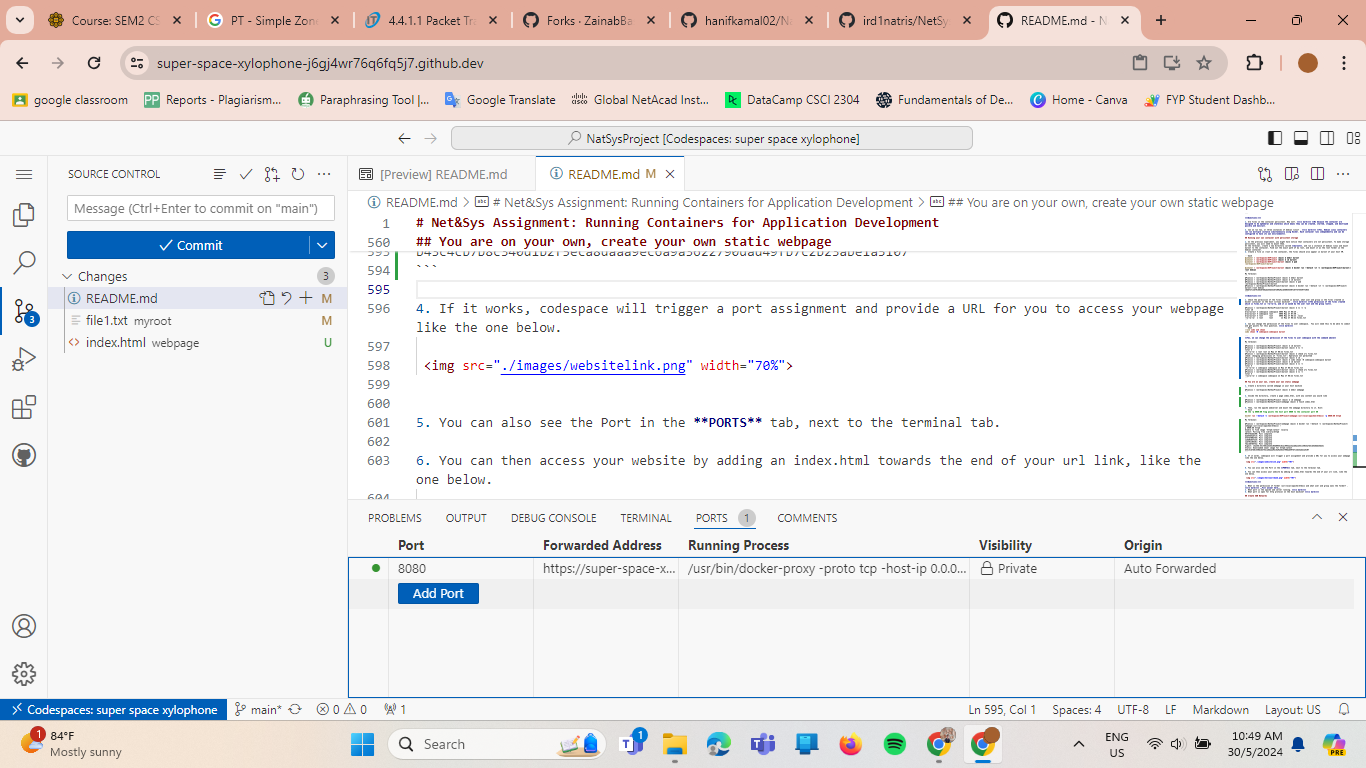 Course: SEM2 CS
PT - Simple Zone
4.4.1.1 Packet Tra
Forks · ZainabBa
hanifkamal02/Ne
ird1natris/NetSy
README.md - N
super-space-xylophone-j6gj4wr76q6fq5j7.github.dev
google classroom
Reports - Plagiarism...
Paraphrasing Tool |...
Google Translate
Global NetAcad Inst...
DataCamp CSCI 2304
Fundamentals of De...
Home - Canva
FYP Student Dashb...
NatSysProject [Codespaces: super space xylophone]
SOURCE CONTROL
[Preview] README.md
README.md M
Message (Ctrl+Enter to commit on "main")
README.md > # Net&Sys Assignment: Running Containers for Application Development > ## You are on your own, create your own static webpage
Commit
Changes 3
README.md M
file1.txt myroot M
index.html webpage U
3
1 # Net&Sys Assignment: Running Containers for Application Development
560 ## You are on your own, create your own static webpage
594 ```
595
596 4. If it works, codespace will trigger a port assignment and provide a URL for you to access your webpage
like the one below.
597
598 <img src="./images/websitelink.png" width="70%">
599
600
601 5. You can also see the Port in the **PORTS** tab, next to the terminal tab.
602
603 6. You can then access your website by adding an index.html towards the end of your url link, like the
one below.
604
PROBLEMS OUTPUT DEBUG CONSOLE TERMINAL PORTS 1 COMMENTS
Port Forwarded Address Running Process Visibility Origin
8080 https://super-space-x... /usr/bin/docker-proxy -proto tcp -host-ip 0.0.0... Private Auto Forwarded
Add Port
Codespaces: super space xylophone main* 0 0 1 Ln 595, Col 1 Spaces: 4 UTF-8 LF Markdown Layout: US
1
84°F
Mostly sunny
Search
1
ENG
US
10:49 AM
30/5/2024
PRE